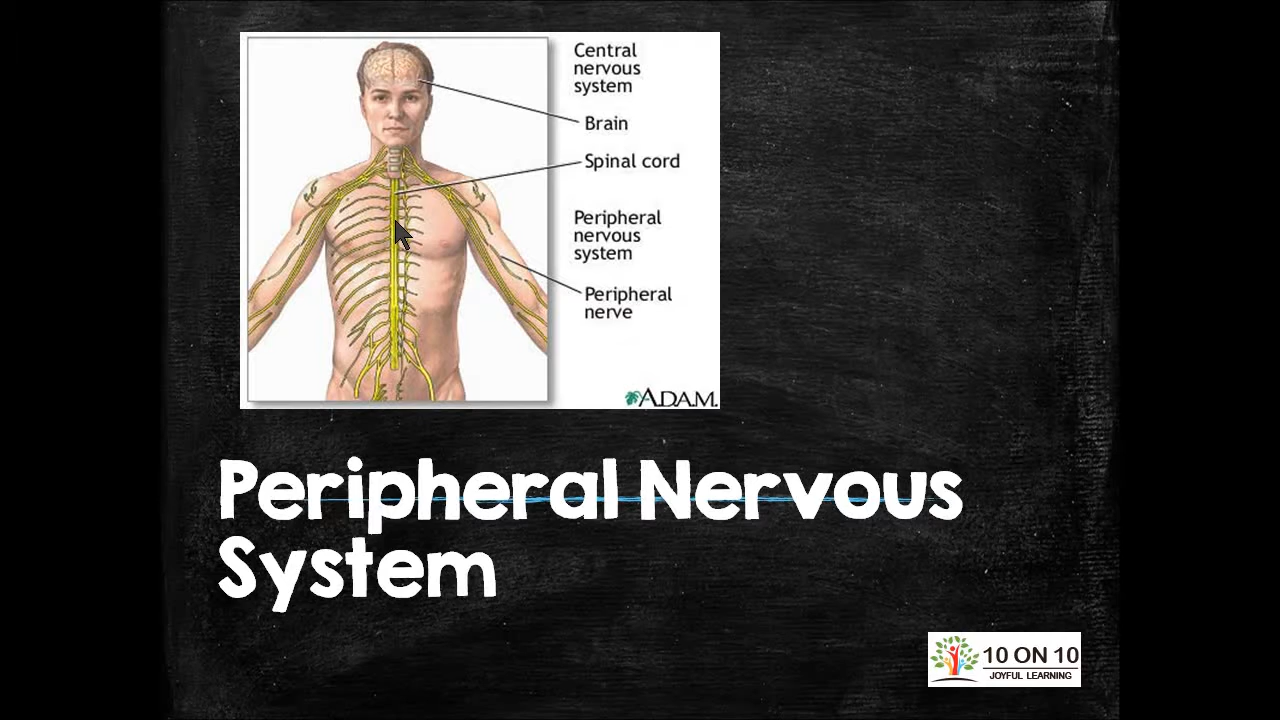 Central
nervous
system
Brain
Spinal cord
Peripheral
nervous
system
Peripheral
nerve
ADAM.
Peripheral Nervous
System
10 ON 10
JOYFUL LEARNING